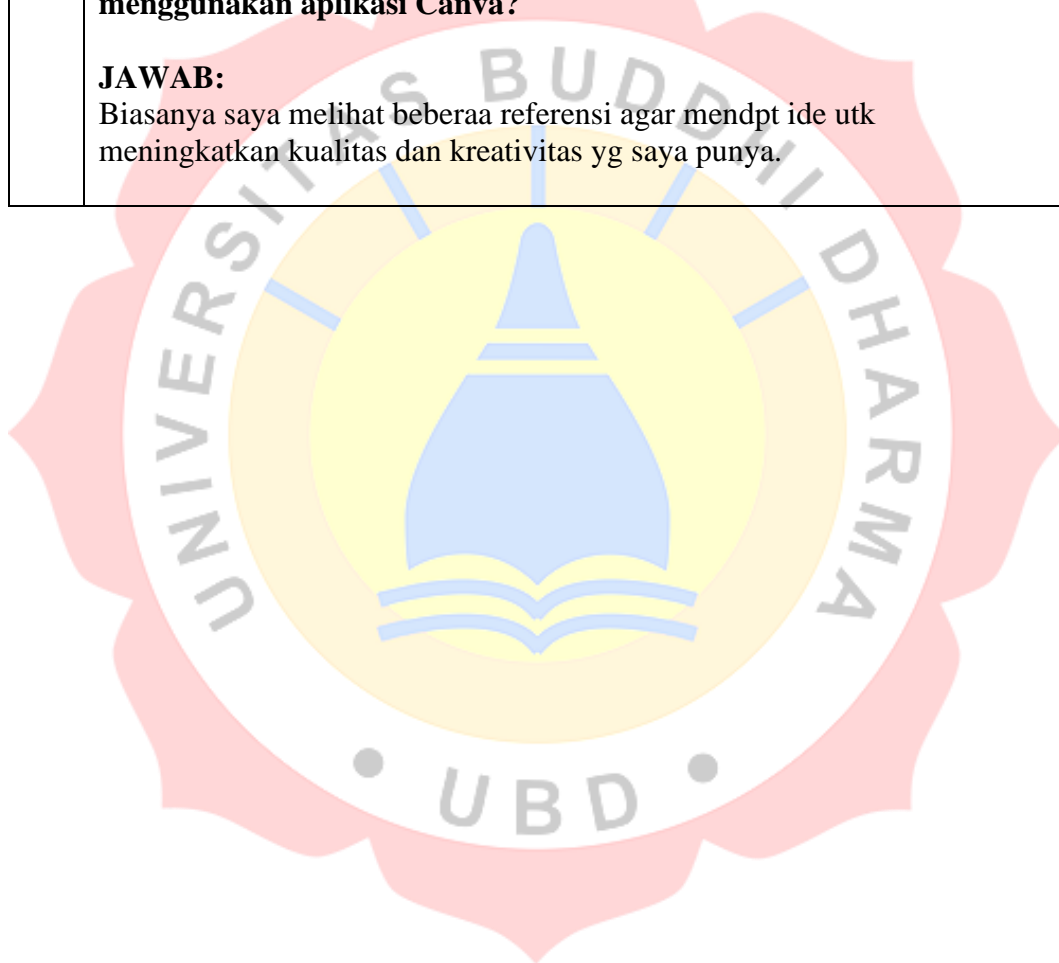 menggunakan aplikasi Canva?
JAWAB:
Biasanya saya melihat beberaa referensi agar mendpt ide utk
meningkatkan kualitas dan kreativitas yg saya punya.
UNIVERSITAS BUDDHI DHARMA
• UBD •